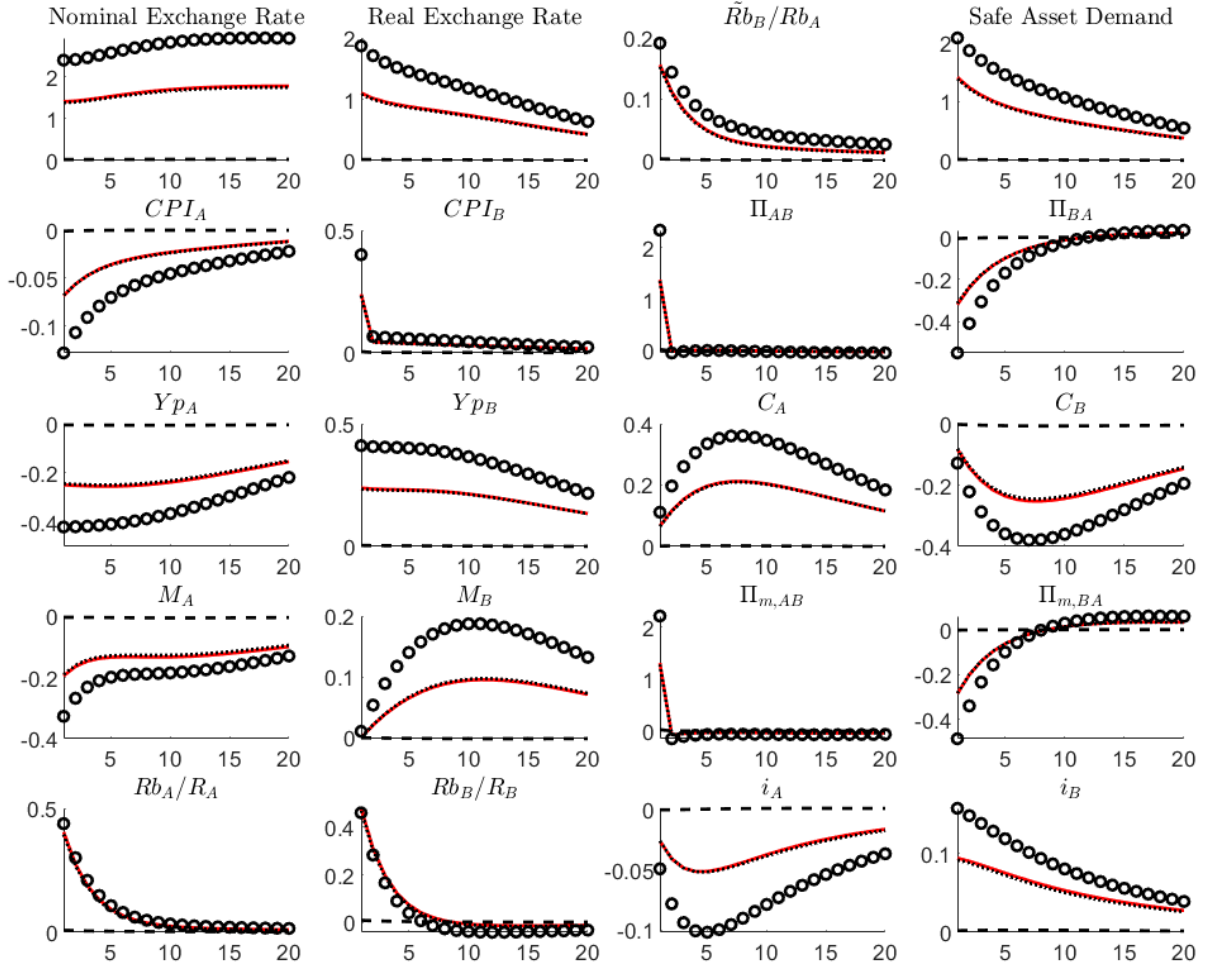 Nominal Exchange Rate
2
1
0
5 10 15 20
Real Exchange Rate
2
1
0
5 10 15 20
R̃b_B/Rb_A
0.2
0.1
0
5 10 15 20
Safe Asset Demand
2
1
0
5 10 15 20
CPI_A
0
-0.05
-0.1
5 10 15 20
CPI_B
0.5
0
5 10 15 20
Π_AB
2
1
0
5 10 15 20
Π_BA
0
-0.2
-0.4
5 10 15 20
Yp_A
0
-0.2
-0.4
5 10 15 20
Yp_B
0.5
0
5 10 15 20
C_A
0.4
0.2
0
5 10 15 20
C_B
0
-0.2
-0.4
5 10 15 20
M_A
0
-0.2
-0.4
5 10 15 20
M_B
0.2
0.1
0
5 10 15 20
Π_m,AB
2
1
0
5 10 15 20
Π_m,BA
0
-0.2
-0.4
5 10 15 20
Rb_A/R_A
0.5
0
5 10 15 20
Rb_B/R_B
0.4
0.2
0
5 10 15 20
i_A
0
-0.05
-0.1
5 10 15 20
i_B
0.1
0
5 10 15 20